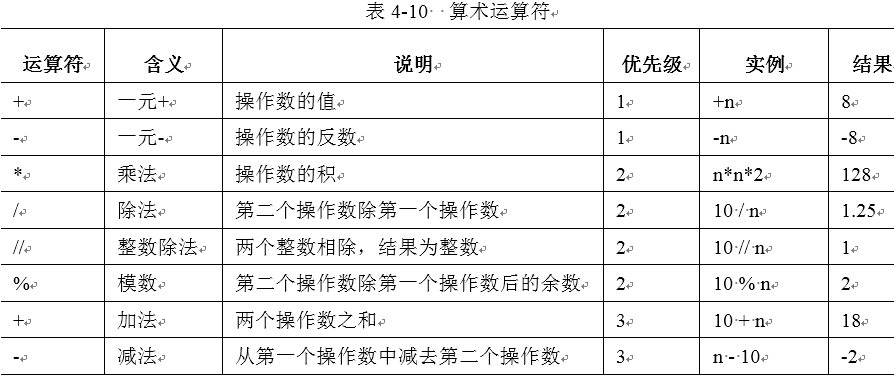 表 4-10 算术运算符
运算符 含义 说明 优先级 实例 结果
+ 一元+ 操作数的值 1 +n 8
- 一元- 操作数的反数 1 -n -8
* 乘法 操作数的积 2 n*n*2 128
/ 除法 第二个操作数除第一个操作数 2 10 / n 1.25
// 整数除法 两个整数相除，结果为整数 2 10 // n 1
% 模数 第二个操作数除第一个操作数后的余数 2 10 % n 2
+ 加法 两个操作数之和 3 10 + n 18
- 减法 从第一个操作数中减去第二个操作数 3 n - 10 -2